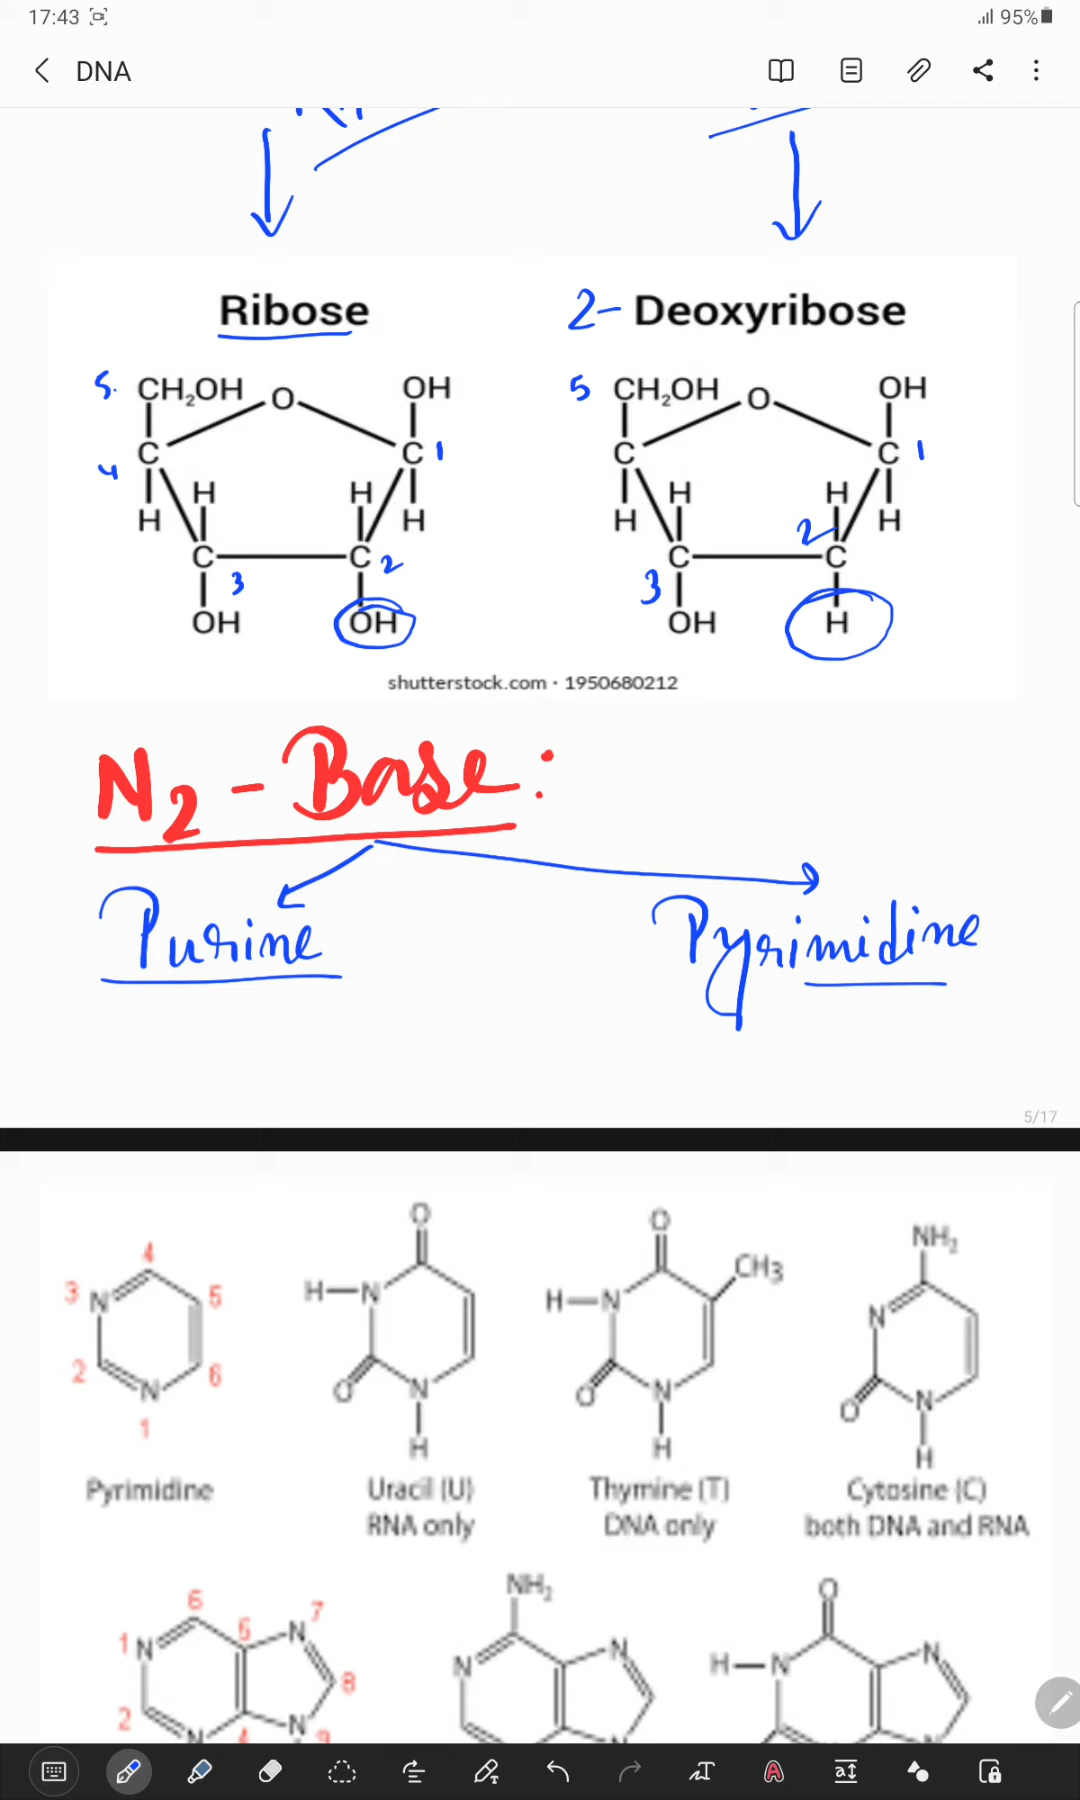 17:43 95%
DNA
Ribose 2- Deoxyribose
5. CH₂OH O OH 5 CH₂OH O OH
C C 1 C C 1
4
H H H H H H H H
2
C C 2 C C
3 3
OH OH OH H
shutterstock.com · 1950680212
N₂ - Base:
Purine Pyrimidine
5/17
O O NH₂
4 CH₃
3 N 5 H—N H—N N
2 6
N O N O N O N
1 H H H
Pyrimidine Uracil (U) Thymine (T) Cytosine (C)
RNA only DNA only both DNA and RNA
6 7 NH₂ O
1 N 5 N N N H—N N
8
2 N 4 N 9 N N